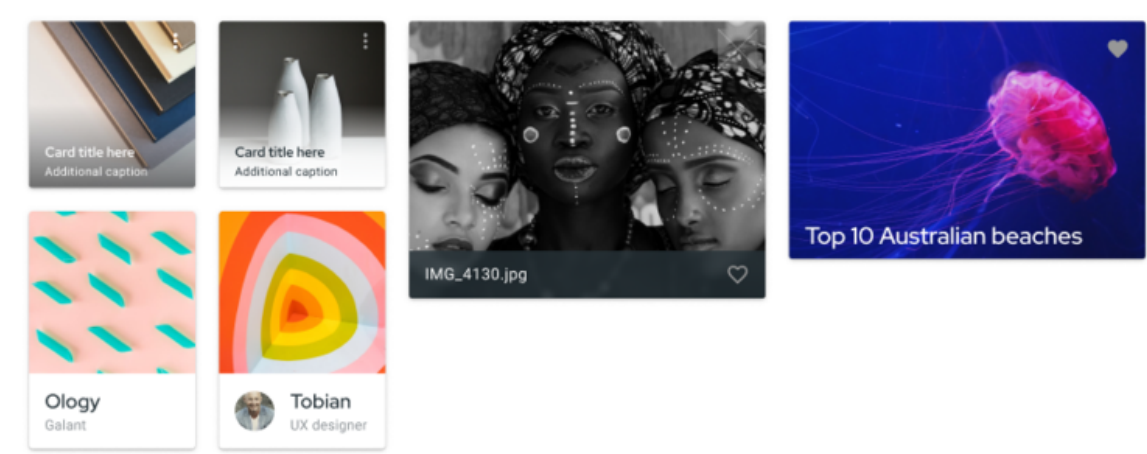 Card title here
Additional caption
Card title here
Additional caption
IMG_4130.jpg
Top 10 Australian beaches
Ology
Galant
Tobian
UX designer